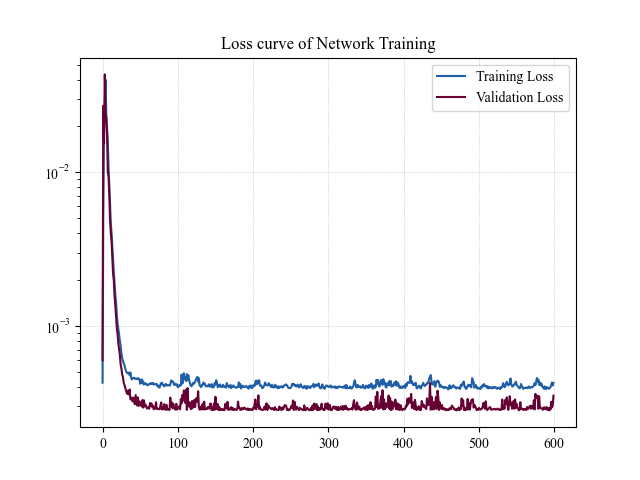 Loss curve of Network Training
Training Loss
Validation Loss
10⁻²
10⁻³
0 100 200 300 400 500 600